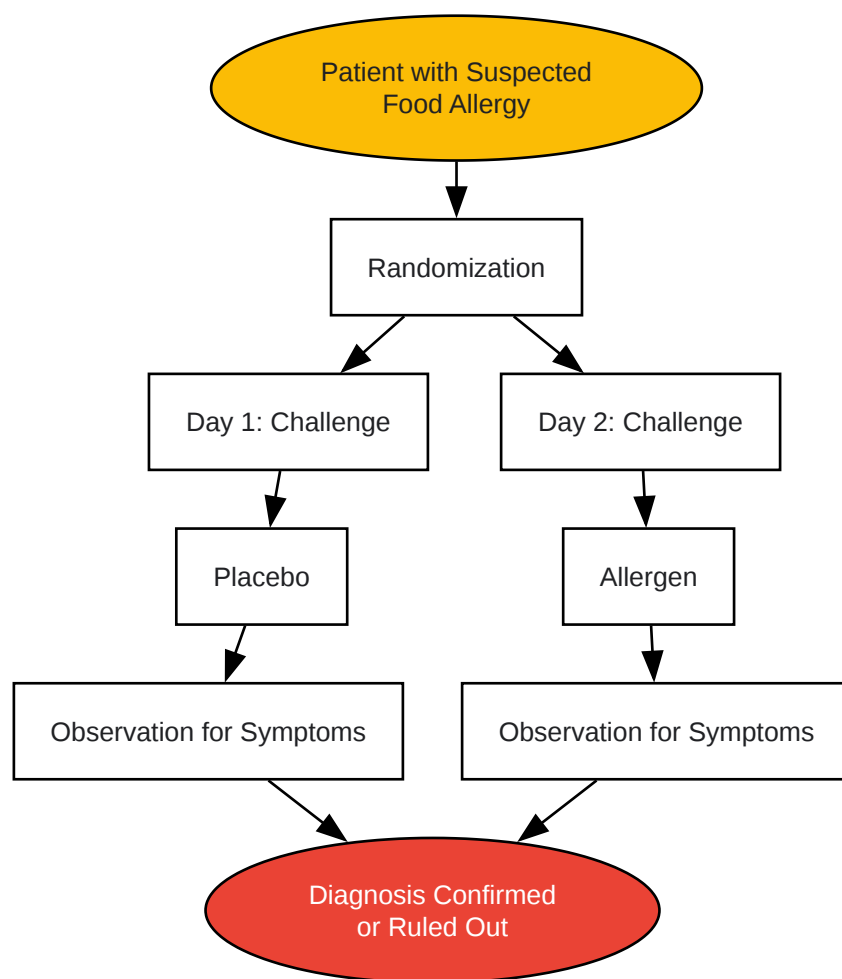 Patient with Suspected
Food Allergy
Randomization
Day 1: Challenge
Day 2: Challenge
Placebo
Allergen
Observation for Symptoms
Observation for Symptoms
Diagnosis Confirmed
or Ruled Out